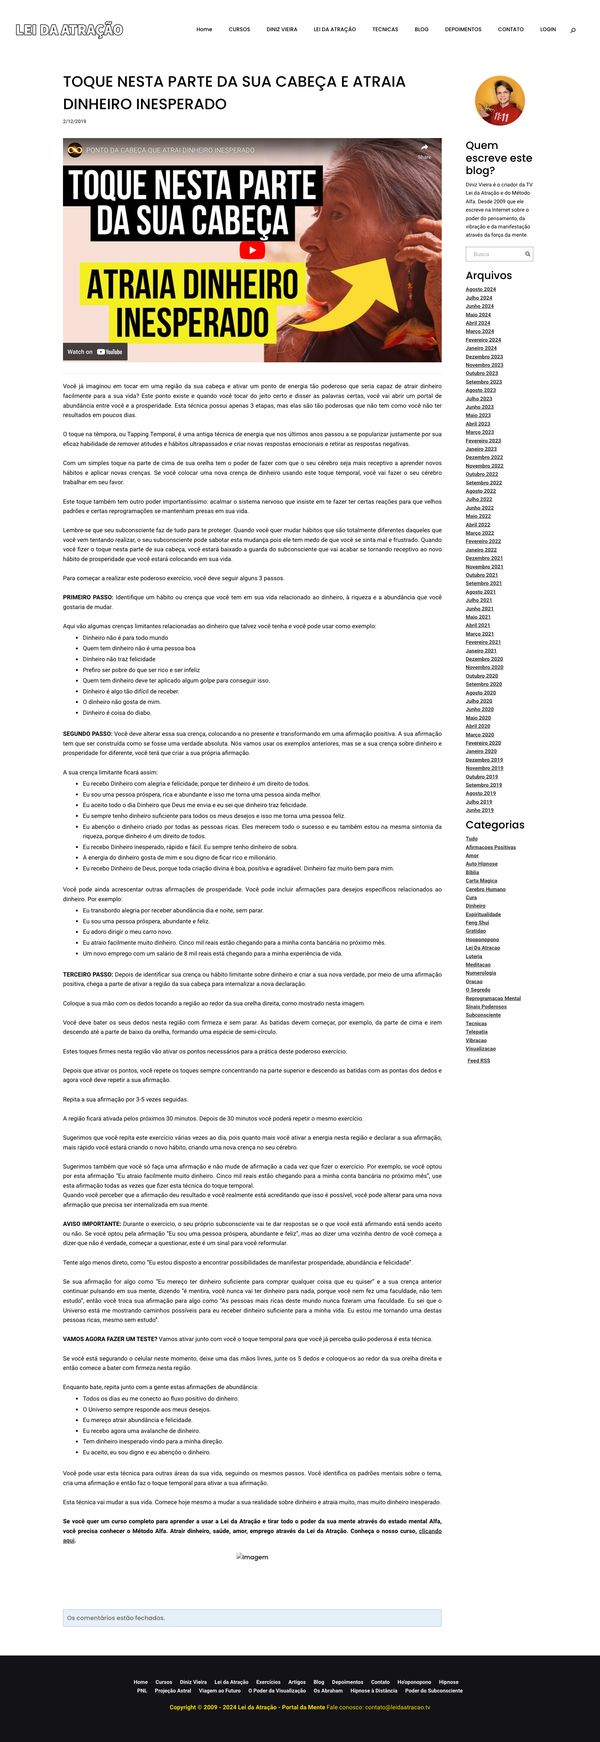 LEI DA ATRAÇÃO
Home CURSOS DINIZ VIEIRA LEI DA ATRAÇÃO TECNICAS BLOG DEPOIMENTOS CONTATO LOGIN
TOQUE NESTA PARTE DA SUA CABEÇA E ATRAIA
DINHEIRO INESPERADO
2/12/2019
PONTO DA CABEÇA QUE ATRAI DINHEIRO INESPERADO
Share
TOQUE NESTA PARTE
DA SUA CABEÇA
ATRAIA DINHEIRO
INESPERADO
Watch on YouTube
Você já imaginou em tocar em uma região da sua cabeça e ativar um ponto de energia tão poderoso que seria capaz de atrair dinheiro
facilmente para a sua vida? Este ponto existe e quando você tocar do jeito certo e disser as palavras certas, você vai abrir um portal de
abundância entre você e a prosperidade. Esta técnica possui apenas 3 etapas, mas elas são tão poderosas que não tem como você não ter
resultados em poucos dias.
O toque na têmpora, ou Tapping Temporal, é uma antiga técnica de energia que nos últimos anos passou a se popularizar justamente por sua
eficaz habilidade de remover atitudes e hábitos ultrapassados e criar novas respostas emocionais e retirar as respostas negativas.
Com um simples toque na parte de cima de sua orelha tem o poder de fazer com que o seu cérebro seja mais receptivo a aprender novos
hábitos e aplicar novas crenças. Se você colocar uma nova crença de dinheiro usando este toque temporal, você vai fazer o seu cérebro
trabalhar em seu favor.
Este toque também tem outro poder importantíssimo: acalmar o sistema nervoso que insiste em te fazer ter certas reações para que velhos
padrões e certas reprogramações se mantenham presas em sua vida.
Lembre-se que seu subconsciente faz de tudo para te proteger. Quando você quer mudar hábitos que são totalmente diferentes daqueles que
você vem tentando realizar, o seu subconsciente pode sabotar esta mudança pois ele tem medo de que você se sinta mal e frustrado. Quando
você fizer o toque nesta parte de sua cabeça, você estará baixado a guarda do subconsciente que vai acabar se tornando receptivo ao novo
hábito de prosperidade que você estará colocando em sua vida.
Para começar a realizar este poderoso exercício, você deve seguir alguns 3 passos.
PRIMEIRO PASSO: Identifique um hábito ou crença que você tem em sua vida relacionado ao dinheiro, à riqueza e a abundância que você
gostaria de mudar.
Aqui vão algumas crenças limitantes relacionadas ao dinheiro que talvez você tenha e você pode usar como exemplo:
• Dinheiro não é para todo mundo
• Quem tem dinheiro não é uma pessoa boa
• Dinheiro não traz felicidade
• Prefiro ser pobre do que ser rico e ser infeliz
• Quem tem dinheiro deve ter aplicado algum golpe para conseguir isso.
• Dinheiro é algo tão difícil de receber.
• O dinheiro não gosta de mim.
• Dinheiro é coisa do diabo.
SEGUNDO PASSO: Você deve alterar essa sua crença, colocando-a no presente e transformando em uma afirmação positiva. A sua afirmação
tem que ser construída como se fosse uma verdade absoluta. Nós vamos usar os exemplos anteriores, mas se a sua crença sobre dinheiro e
prosperidade for diferente, você terá que criar a sua própria afirmação.
A sua crença limitante ficará assim:
• Eu recebo Dinheiro com alegria e felicidade, porque ter dinheiro é um direito de todos.
• Eu sou uma pessoa próspera, rica e abundante e isso me torna uma pessoa ainda melhor.
• Eu aceito todo o dia Dinheiro que Deus me envia e eu sei que dinheiro traz felicidade.
• Eu sempre tenho dinheiro suficiente para todos os meus desejos e isso me torna uma pessoa feliz.
• Eu abençôo o dinheiro criado por todas as pessoas ricas. Eles merecem todo o sucesso e eu também estou na mesma sintonia da
riqueza, porque dinheiro é um direito de todos.
• Eu recebo Dinheiro inesperado, rápido e fácil. Eu sempre tenho dinheiro de sobra.
• A energia do dinheiro gosta de mim e sou digno de ficar rico e milionário.
• Eu recebo Dinheiro de Deus, porque toda criação divina é boa, positiva e agradável. Dinheiro faz muito bem para mim.
Você pode ainda acrescentar outras afirmações de prosperidade. Você pode incluir afirmações para desejos específicos relacionados ao
dinheiro. Por exemplo:
• Eu transbordo alegria por receber abundância dia e noite, sem parar.
• Eu sou uma pessoa próspera, abundante e feliz.
• Eu adoro dirigir o meu carro novo.
• Eu atraio facilmente muito dinheiro. Cinco mil reais estão chegando para a minha conta bancária no próximo mês.
• Um novo emprego com um salário de 8 mil reais está chegando para a minha experiência de vida.
TERCEIRO PASSO: Depois de identificar sua crença ou hábito limitante sobre dinheiro e criar a sua nova verdade, por meio de uma afirmação
positiva, chega a parte de ativar a região da sua cabeça para internalizar a nova declaração.
Coloque a sua mão com os dedos tocando a região ao redor da sua orelha direita, como mostrado nesta imagem.
Você deve bater os seus dedos nesta região com firmeza e sem parar. As batidas devem começar, por exemplo, da parte de cima e irem
descendo até a parte de baixo da orelha, formando uma espécie de semi-círculo.
Estes toques firmes nesta região vão ativar os pontos necessários para a prática deste poderoso exercício.
Depois que ativar os pontos, você repete os toques sempre concentrando na parte superior e descendo as batidas com as pontas dos dedos e
agora você deve repetir a sua afirmação.
Repita a sua afirmação por 3-5 vezes seguidas.
A região ficará ativada pelos próximos 30 minutos. Depois de 30 minutos você poderá repetir o mesmo exercício.
Sugerimos que você repita este exercício várias vezes ao dia, pois quanto mais você ativar a energia nesta região e declarar a sua afirmação,
mais rápido você estará criando o novo hábito, criando uma nova crença no seu cérebro.
Sugerimos também que você só faça uma afirmação e não mude de afirmação a cada vez que fizer o exercício. Por exemplo, se você optou
por esta afirmação “Eu atraio facilmente muito dinheiro. Cinco mil reais estão chegando para a minha conta bancária no próximo mês”, use
esta afirmação todas as vezes que fizer esta técnica do toque temporal.
Quando você perceber que a afirmação deu resultado e você realmente está acreditando que isso é possível, você pode alterar para uma nova
afirmação que precisa ser internalizada em sua mente.
AVISO IMPORTANTE: Durante o exercício, o seu próprio subconsciente vai te dar respostas se o que você está afirmando está sendo aceito
ou não. Se você optou pela afirmação “Eu sou uma pessoa próspera, abundante e feliz”, mas ao dizer uma vozinha dentro de você começa a
dizer que não é verdade, começar a questionar, este é um sinal para você reformular.
Tente algo menos direto, como “Eu estou disposto a encontrar possibilidades de manifestar prosperidade, abundância e felicidade”.
Se sua afirmação for algo como “Eu mereço ter dinheiro suficiente para comprar qualquer coisa que eu quiser” e a sua crença anterior
continuar pulsando em sua mente, dizendo “é mentira, você nunca vai ter dinheiro para nada, porque você nem fez uma faculdade, não tem
estudo”, então você troca sua afirmação para algo como “As pessoas mais ricas deste mundo nunca fizeram uma faculdade. Eu sei que o
Universo está me mostrando caminhos possíveis para eu receber dinheiro suficiente para a minha vida. Eu estou me tornando uma destas
pessoas ricas, mesmo sem estudo”.
VAMOS AGORA FAZER UM TESTE? Vamos ativar junto com você o toque temporal para que você já perceba quão poderosa é esta técnica.
Se você está segurando o celular neste momento, deixe uma das mãos livres, junte os 5 dedos e coloque-os ao redor da sua orelha direita e
então comece a bater com firmeza nesta região.
Enquanto bate, repita junto com a gente estas afirmações de abundância:
• Todos os dias eu me conecto ao fluxo positivo do dinheiro.
• O Universo sempre responde aos meus desejos.
• Eu mereço atrair abundância e felicidade.
• Eu recebo agora uma avalanche de dinheiro.
• Tem dinheiro inesperado vindo para a minha direção.
• Eu aceito, eu sou digno e eu abençôo o dinheiro.
Você pode usar esta técnica para outras áreas da sua vida, seguindo os mesmos passos. Você identifica os padrões mentais sobre o tema,
cria uma afirmação e então faz o toque temporal para ativar a sua afirmação.
Esta técnica vai mudar a sua vida. Comece hoje mesmo a mudar a sua realidade sobre dinheiro e atraia muito, mas muito dinheiro inesperado.
Se você quer um curso completo para aprender a usar a Lei da Atração e tirar todo o poder da sua mente através do estado mental Alfa,
você precisa conhecer o Método Alfa. Atrair dinheiro, saúde, amor, emprego através da Lei da Atração. Conheça o nosso curso, clicando
aqui.
Imagem
Os comentários estão fechados.
11:11
Quem
escreve este
blog?
Diniz Vieira é o criador da TV
Lei da Atração e do Método
Alfa. Desde 2009 que ele
escreve na Internet sobre o
poder do pensamento, da
vibração e da manifestação
através da força da mente.
Busca
Arquivos
Agosto 2024
Julho 2024
Junho 2024
Maio 2024
Abril 2024
Março 2024
Fevereiro 2024
Janeiro 2024
Dezembro 2023
Novembro 2023
Outubro 2023
Setembro 2023
Agosto 2023
Julho 2023
Junho 2023
Maio 2023
Abril 2023
Março 2023
Fevereiro 2023
Janeiro 2023
Dezembro 2022
Novembro 2022
Outubro 2022
Setembro 2022
Agosto 2022
Julho 2022
Junho 2022
Maio 2022
Abril 2022
Março 2022
Fevereiro 2022
Janeiro 2022
Dezembro 2021
Novembro 2021
Outubro 2021
Setembro 2021
Agosto 2021
Julho 2021
Junho 2021
Maio 2021
Abril 2021
Março 2021
Fevereiro 2021
Janeiro 2021
Dezembro 2020
Novembro 2020
Outubro 2020
Setembro 2020
Agosto 2020
Julho 2020
Junho 2020
Maio 2020
Abril 2020
Março 2020
Fevereiro 2020
Janeiro 2020
Dezembro 2019
Novembro 2019
Outubro 2019
Setembro 2019
Agosto 2019
Julho 2019
Junho 2019
Categorias
Tudo
Afirmacoes Positivas
Amor
Auto Hipnose
Biblia
Carta Magica
Cerebro Humano
Cura
Dinheiro
Espiritualidade
Feng Shui
Gratidao
Hooponopono
Lei Da Atracao
Loteria
Meditacao
Numerologia
Oracao
O Segredo
Reprogramacao Mental
Sinais Poderosos
Subconsciente
Tecnicas
Telepatia
Vibracao
Visualizacao
Feed RSS
Home Cursos Diniz Vieira Lei da Atração Exercícios Artigos Blog Depoimentos Contato Ho'oponopono Hipnose
PNL Projeção Astral Viagem ao Futuro O Poder da Visualização Os Abraham Hipnose à Distância Poder do Subconsciente
Copyright © 2009 - 2024 Lei da Atração - Portal da Mente Fale conosco: contato@leidaatracao.tv